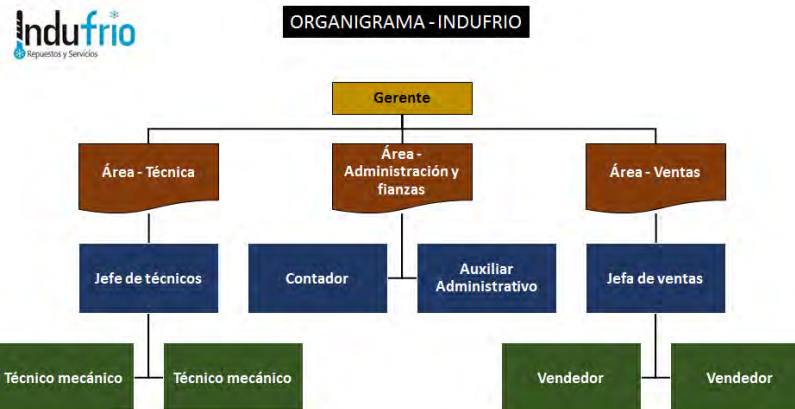 Indufrio
Repuestos y Servicios
ORGANIGRAMA - INDUFRIO
Gerente
Área - Técnica
Área -
Administración y
fianzas
Área - Ventas
Jefe de técnicos
Contador
Auxiliar
Administrativo
Jefa de ventas
Técnico mecánico
Técnico mecánico
Vendedor
Vendedor